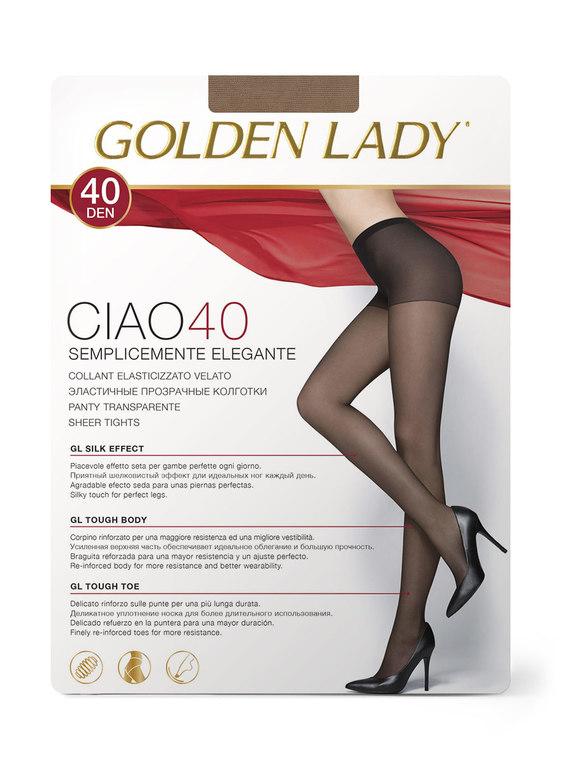 GOLDEN LADY
40
DEN
CIAO40
SEMPLICEMENTE ELEGANTE
COLLANT ELASTICIZZATO VELATO
ЭЛАСТИЧНЫЕ ПРОЗРАЧНЫЕ КОЛГОТКИ
PANTY TRANSPARENTE
SHEER TIGHTS
GL SILK EFFECT
Piacevole effetto seta per gambe perfette ogni giorno.
Приятный шелковистый эффект для идеальных ног каждый день.
Agradable efecto seda para unas piernas perfectas.
Silky touch for perfect legs.
GL TOUGH BODY
Corpino rinforzato per una maggiore resistenza ed una migliore vestibilità.
Усиленная верхняя часть обеспечивает идеальное облегание и большую прочность.
Braguita reforzada para una mayor resistencia y un ajuste perfecto.
Re-inforced body for more resistance and better wearability.
GL TOUGH TOE
Delicato rinforzo sulle punte per una più lunga durata.
Деликатное уплотнение носка для более длительного использования.
Delicado refuerzo en la puntera para una mayor duración.
Finely re-inforced toes for more resistance.